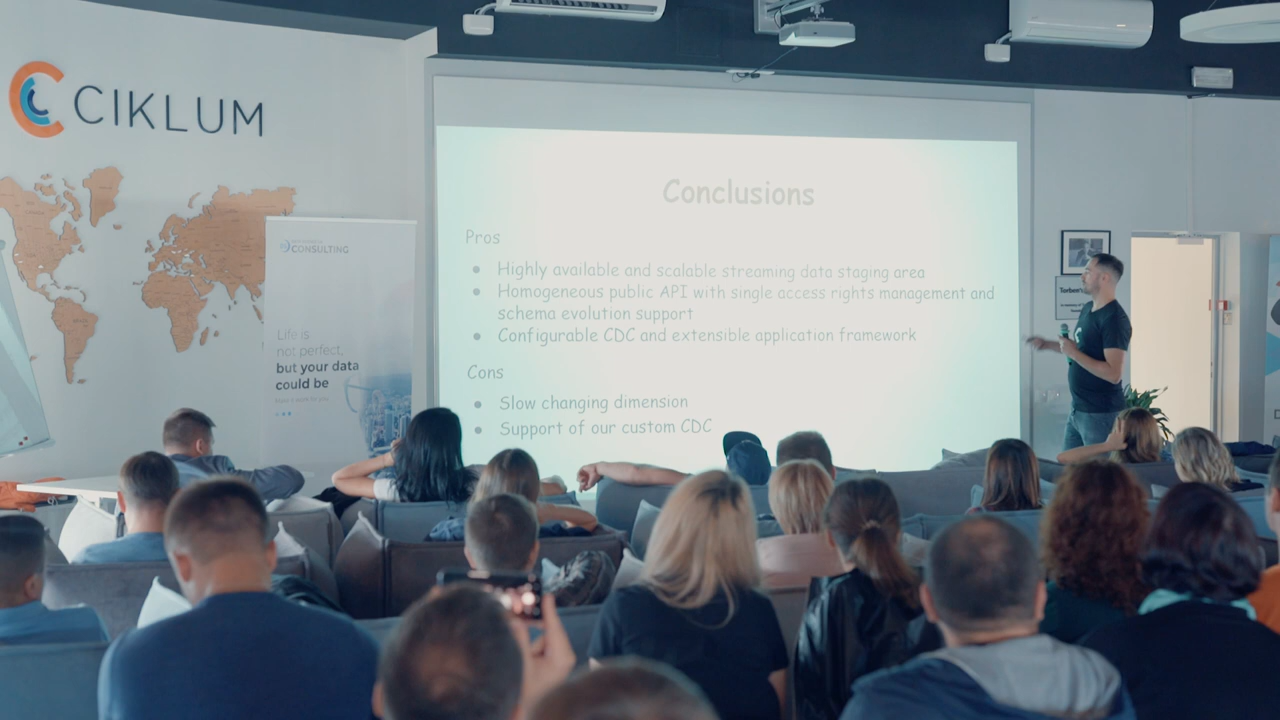 CIKLUM
CONSULTING
Life is
not perfect,
but your data
could be
Conclusions
Pros
● Highly available and scalable streaming data staging area
● Homogeneous public API with single access rights management and
schema evolution support
● Configurable CDC and extensible application framework
Cons
● Slow changing dimension
● Support of our custom CDC